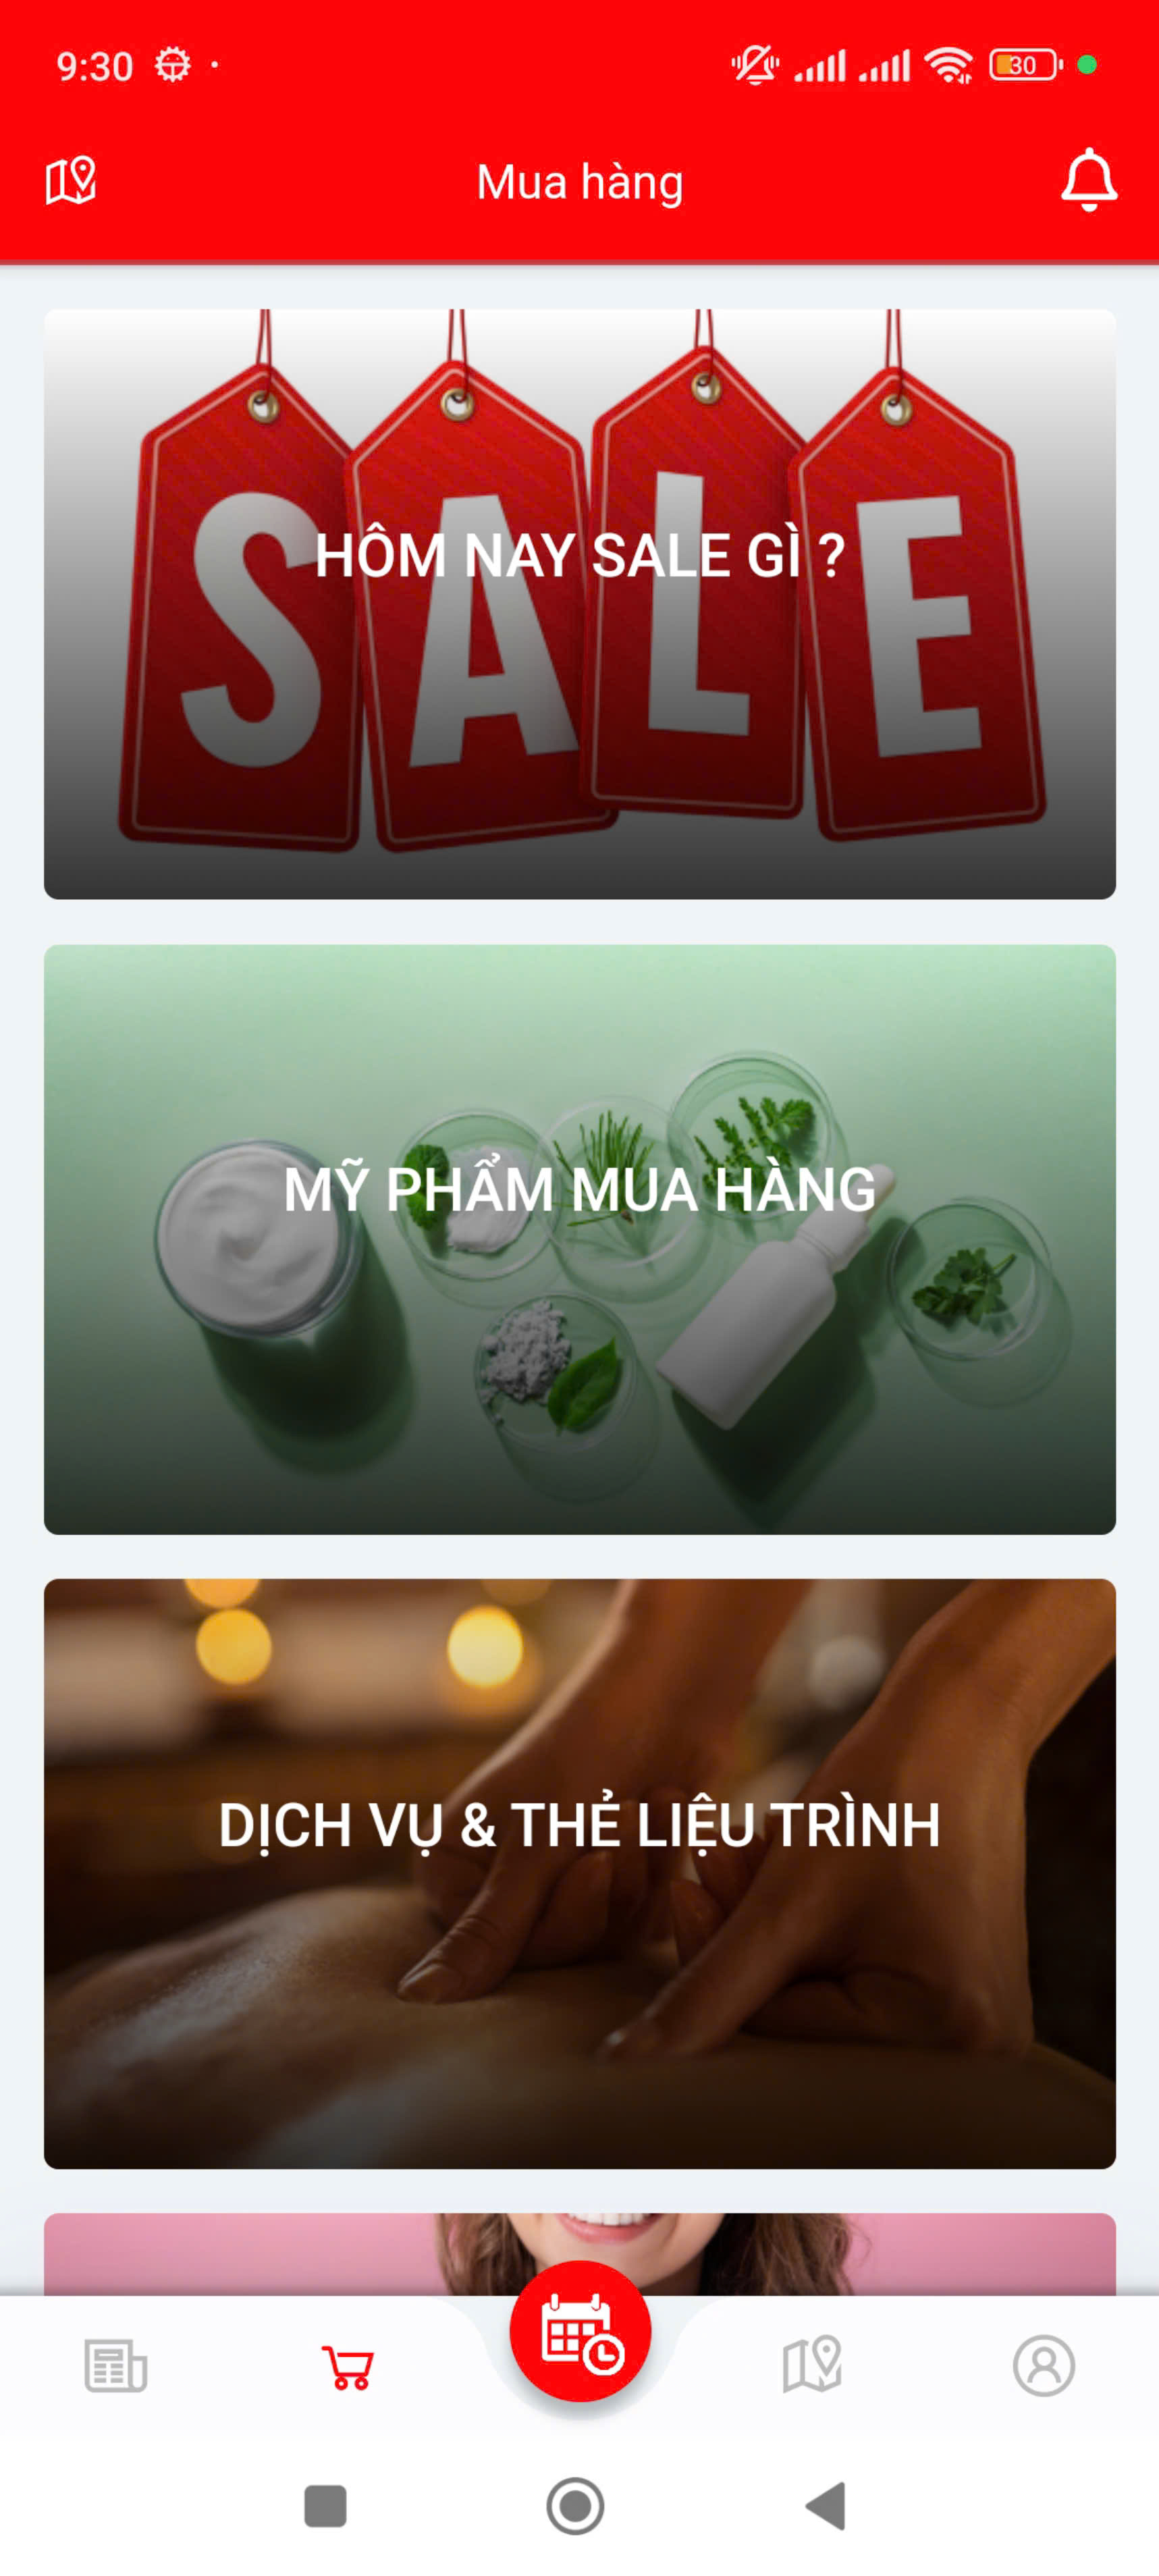 9:30
30
Mua hàng
SALE
HÔM NAY SALE GÌ ?
MỸ PHẨM MUA HÀNG
DỊCH VỤ & THẺ LIỆU TRÌNH